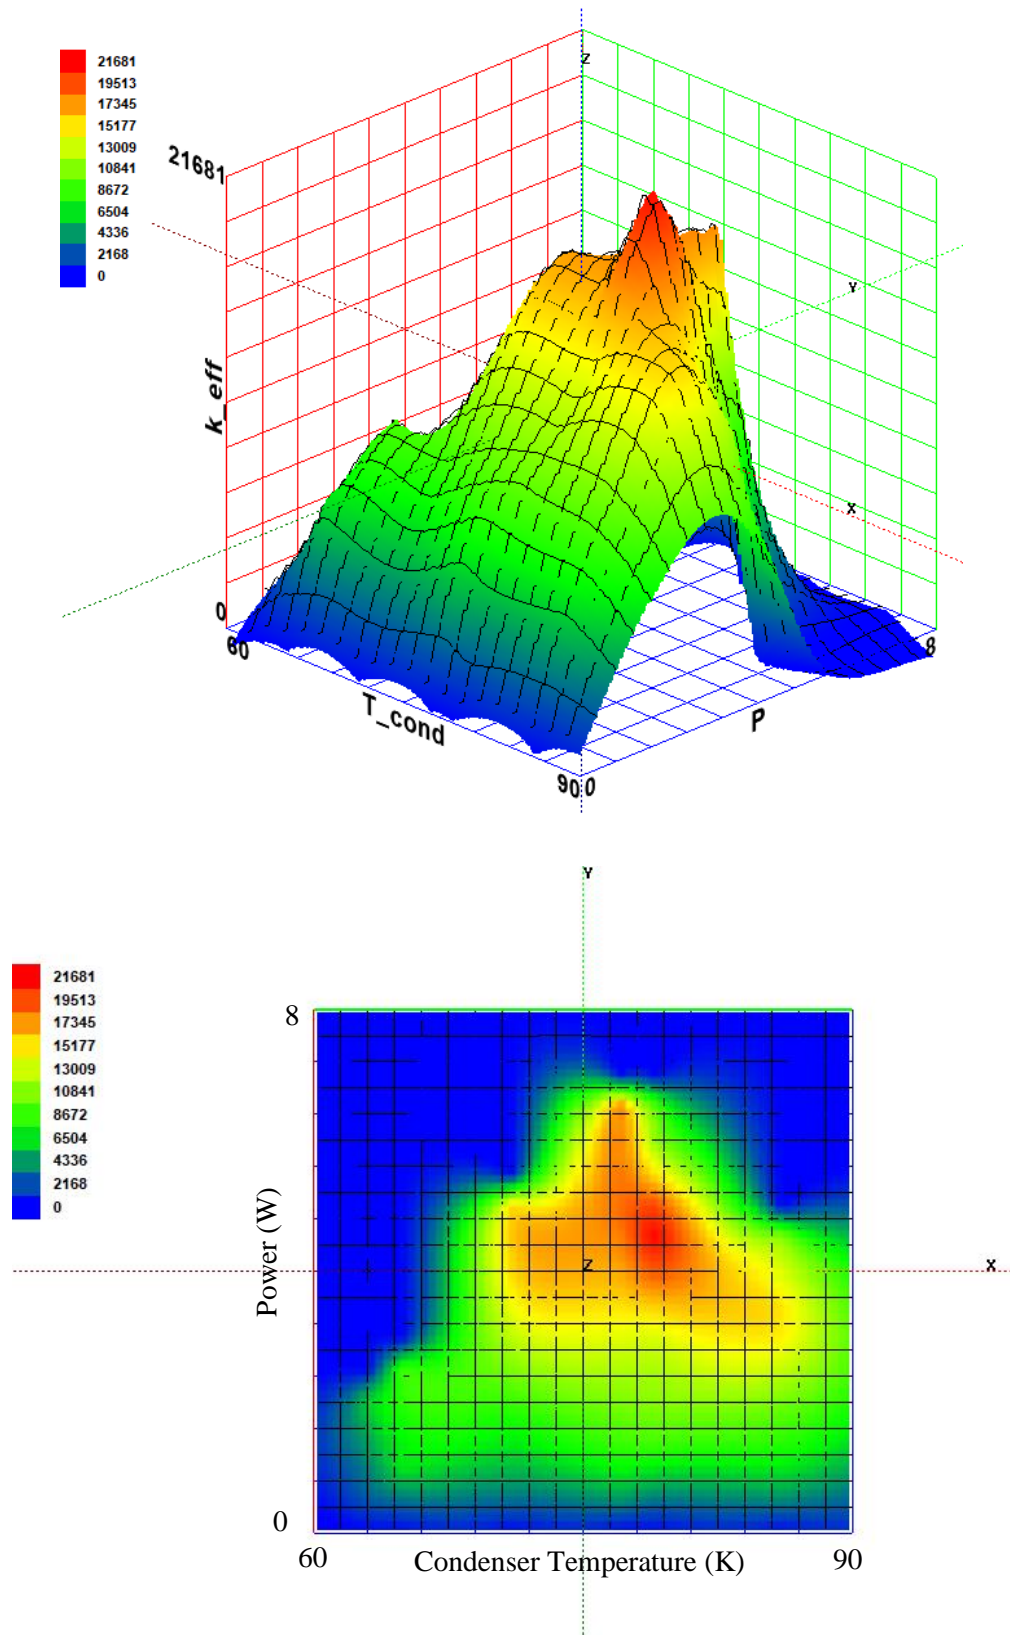 Z
21681
19513
17345
15177
13009
10841
8672
6504
4336
2168
0
21681
Y
k_eff
X
0
60
8
T_cond
P
90
0
Y
21681
19513
17345
15177
13009
10841
8672
6504
4336
2168
0
8
Power (W)
Z
X
0
60
Condenser Temperature (K)
90